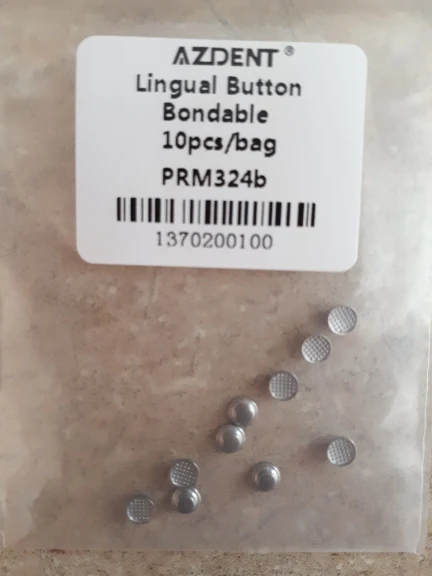 AZDENT®
Lingual Button
Bondable
10pcs/bag
PRM324b
1370200100